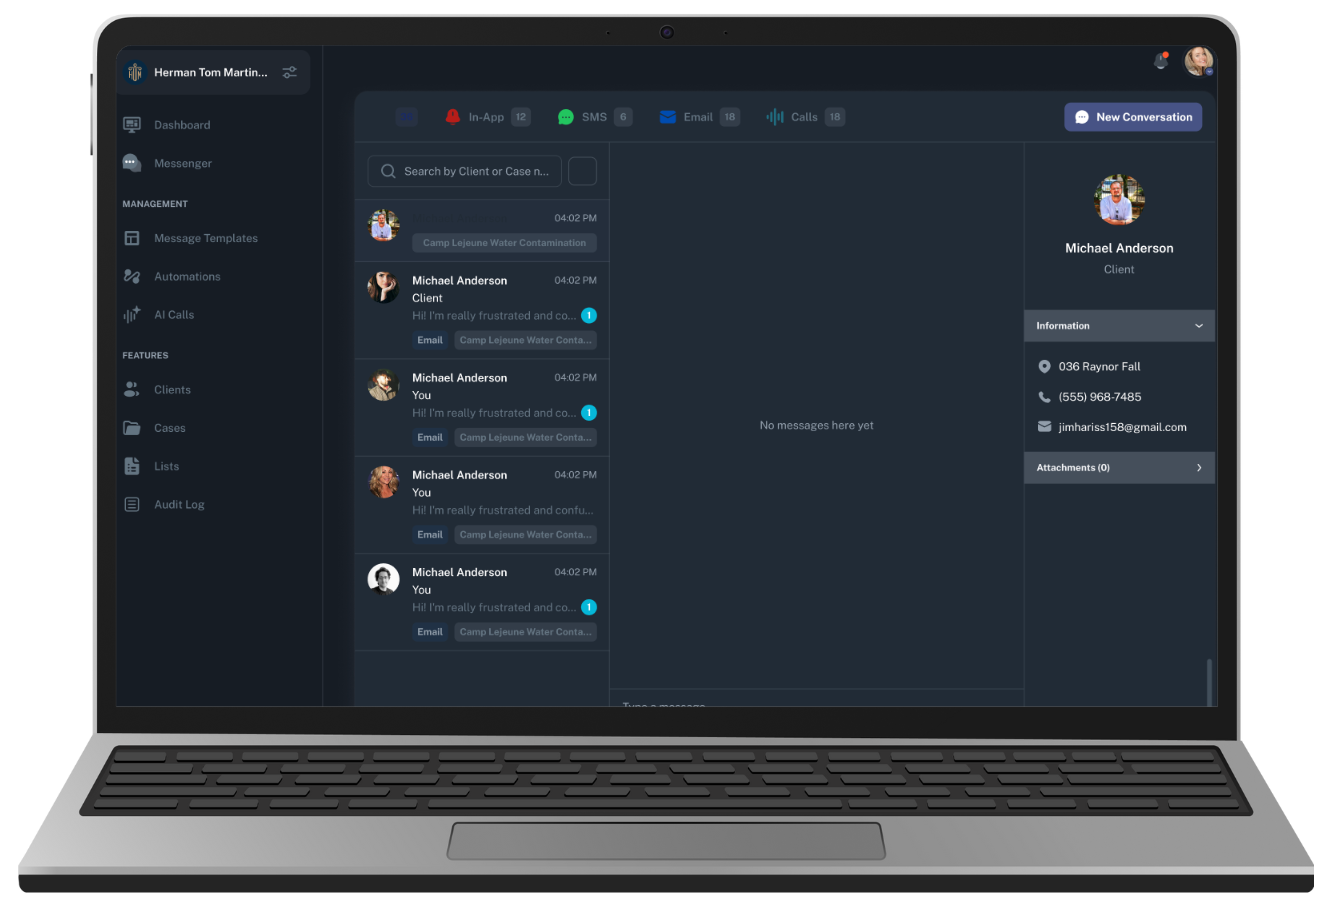 Herman Tom Martin...
Dashboard
Messenger
MANAGEMENT
Message Templates
Automations
AI Calls
FEATURES
Clients
Cases
Lists
Audit Log
In-App 12
SMS 6
Email 18
Calls 18
New Conversation
Search by Client or Case n...
04:02 PM
Camp Lejeune Water Contamination
Michael Anderson 04:02 PM
Client
Hi! I'm really frustrated and co... 1
Email Camp Lejeune Water Conta...
Michael Anderson 04:02 PM
You
Hi! I'm really frustrated and co... 1
Email Camp Lejeune Water Conta...
Michael Anderson 04:02 PM
You
Hi! I'm really frustrated and confu...
Email Camp Lejeune Water Conta...
Michael Anderson 04:02 PM
You
Hi! I'm really frustrated and co... 1
Email Camp Lejeune Water Conta...
No messages here yet
Type a message
Michael Anderson
Client
Information
036 Raynor Fall
(555) 968-7485
jimhariss158@gmail.com
Attachments (0)